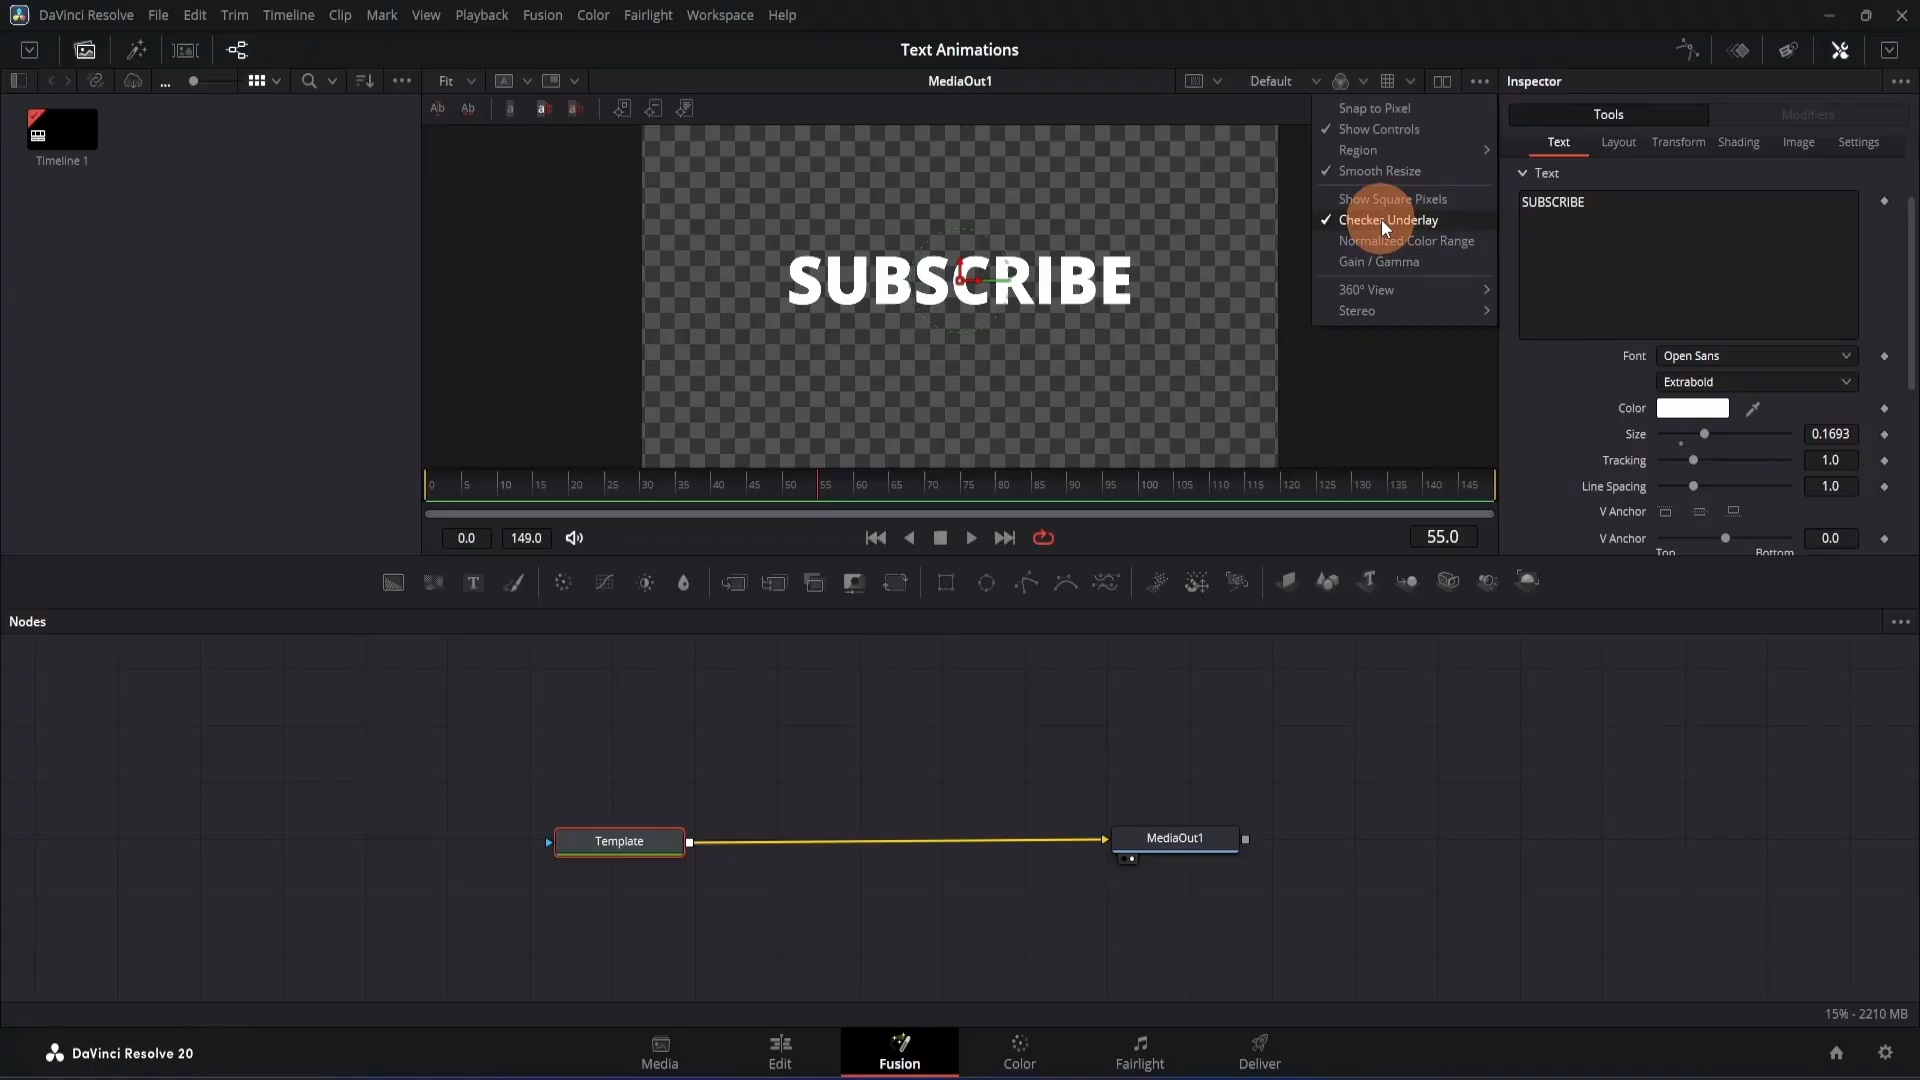 DaVinci Resolve File Edit Trim Timeline Clip Mark View Playback Fusion Color Fairlight Workspace Help
Text Animations
... Fit A MediaOut1 Default Inspector
Timeline 1
Snap to Pixel
Show Controls
Region
Smooth Resize
Show Square Pixels
Checker Underlay
Normalized Color Range
Gain / Gamma
360° View
Stereo
SUBSCRIBE
Tools Modifiers
Text Layout Transform Shading Image Settings
Text
SUBSCRIBE
Font Open Sans
Extrabold
Color
Size 0.1693
Tracking 1.0
Line Spacing 1.0
V Anchor
V Anchor 0.0
Top Bottom
0 5 10 15 20 25 30 35 40 45 50 55 60 65 70 75 80 85 90 95 100 105 110 115 120 125 130 135 140 145
0.0 149.0 55.0
Nodes
Template MediaOut1
15% - 2210 MB
DaVinci Resolve 20
Media Edit Fusion Color Fairlight Deliver